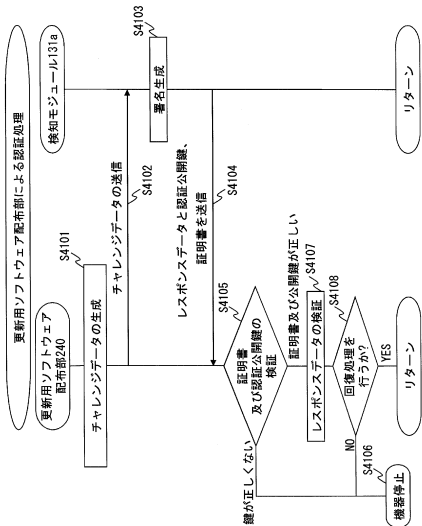 更新用ソフトウェア配布部による認証処理
更新用ソフトウェア
配布部240
検知モジュール131a
S4101
チャレンジデータの生成
チャレンジデータの送信
S4102
S4103
署名生成
レスポンスデータと認証公開鍵、
証明書を送信
S4104
S4105
証明書
及び認証公開鍵の
検証
鍵が正しくない
証明書及び公開鍵が正しい
S4107
レスポンスデータの検証
S4108
回復処理を
行うか?
NO
YES
S4106
機器停止
リターン
リターン